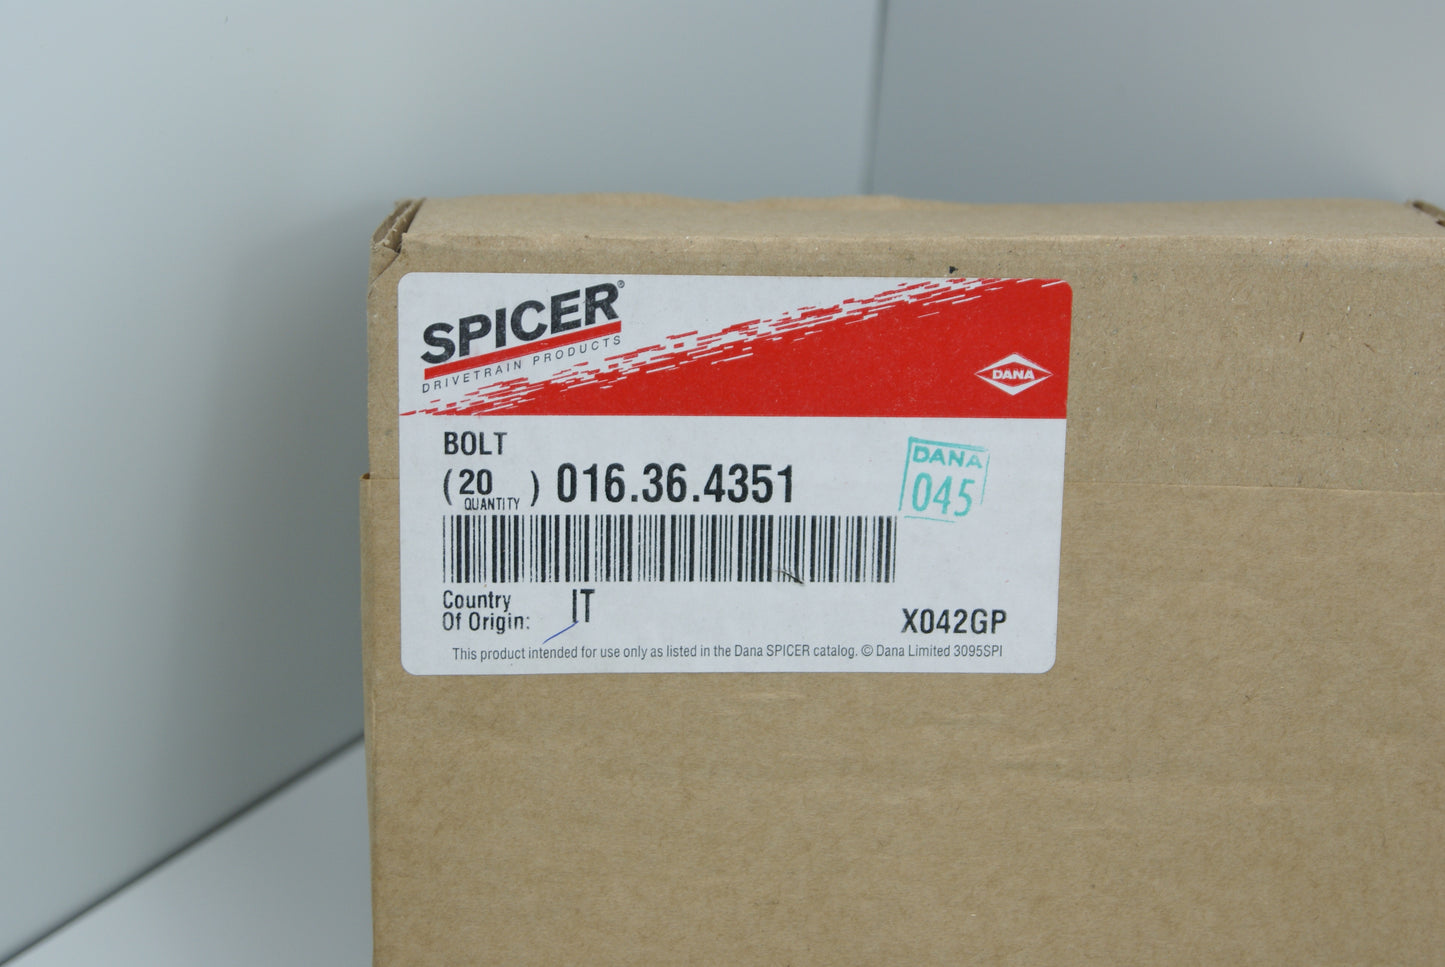 SPICER®
DRIVETRAIN PRODUCTS
DANA
BOLT
(20 ) 016.36.4351
QUANTITY
DANA
045
Country
Of Origin: IT
X042GP
This product intended for use only as listed in the Dana SPICER catalog. © Dana Limited 3095SPI